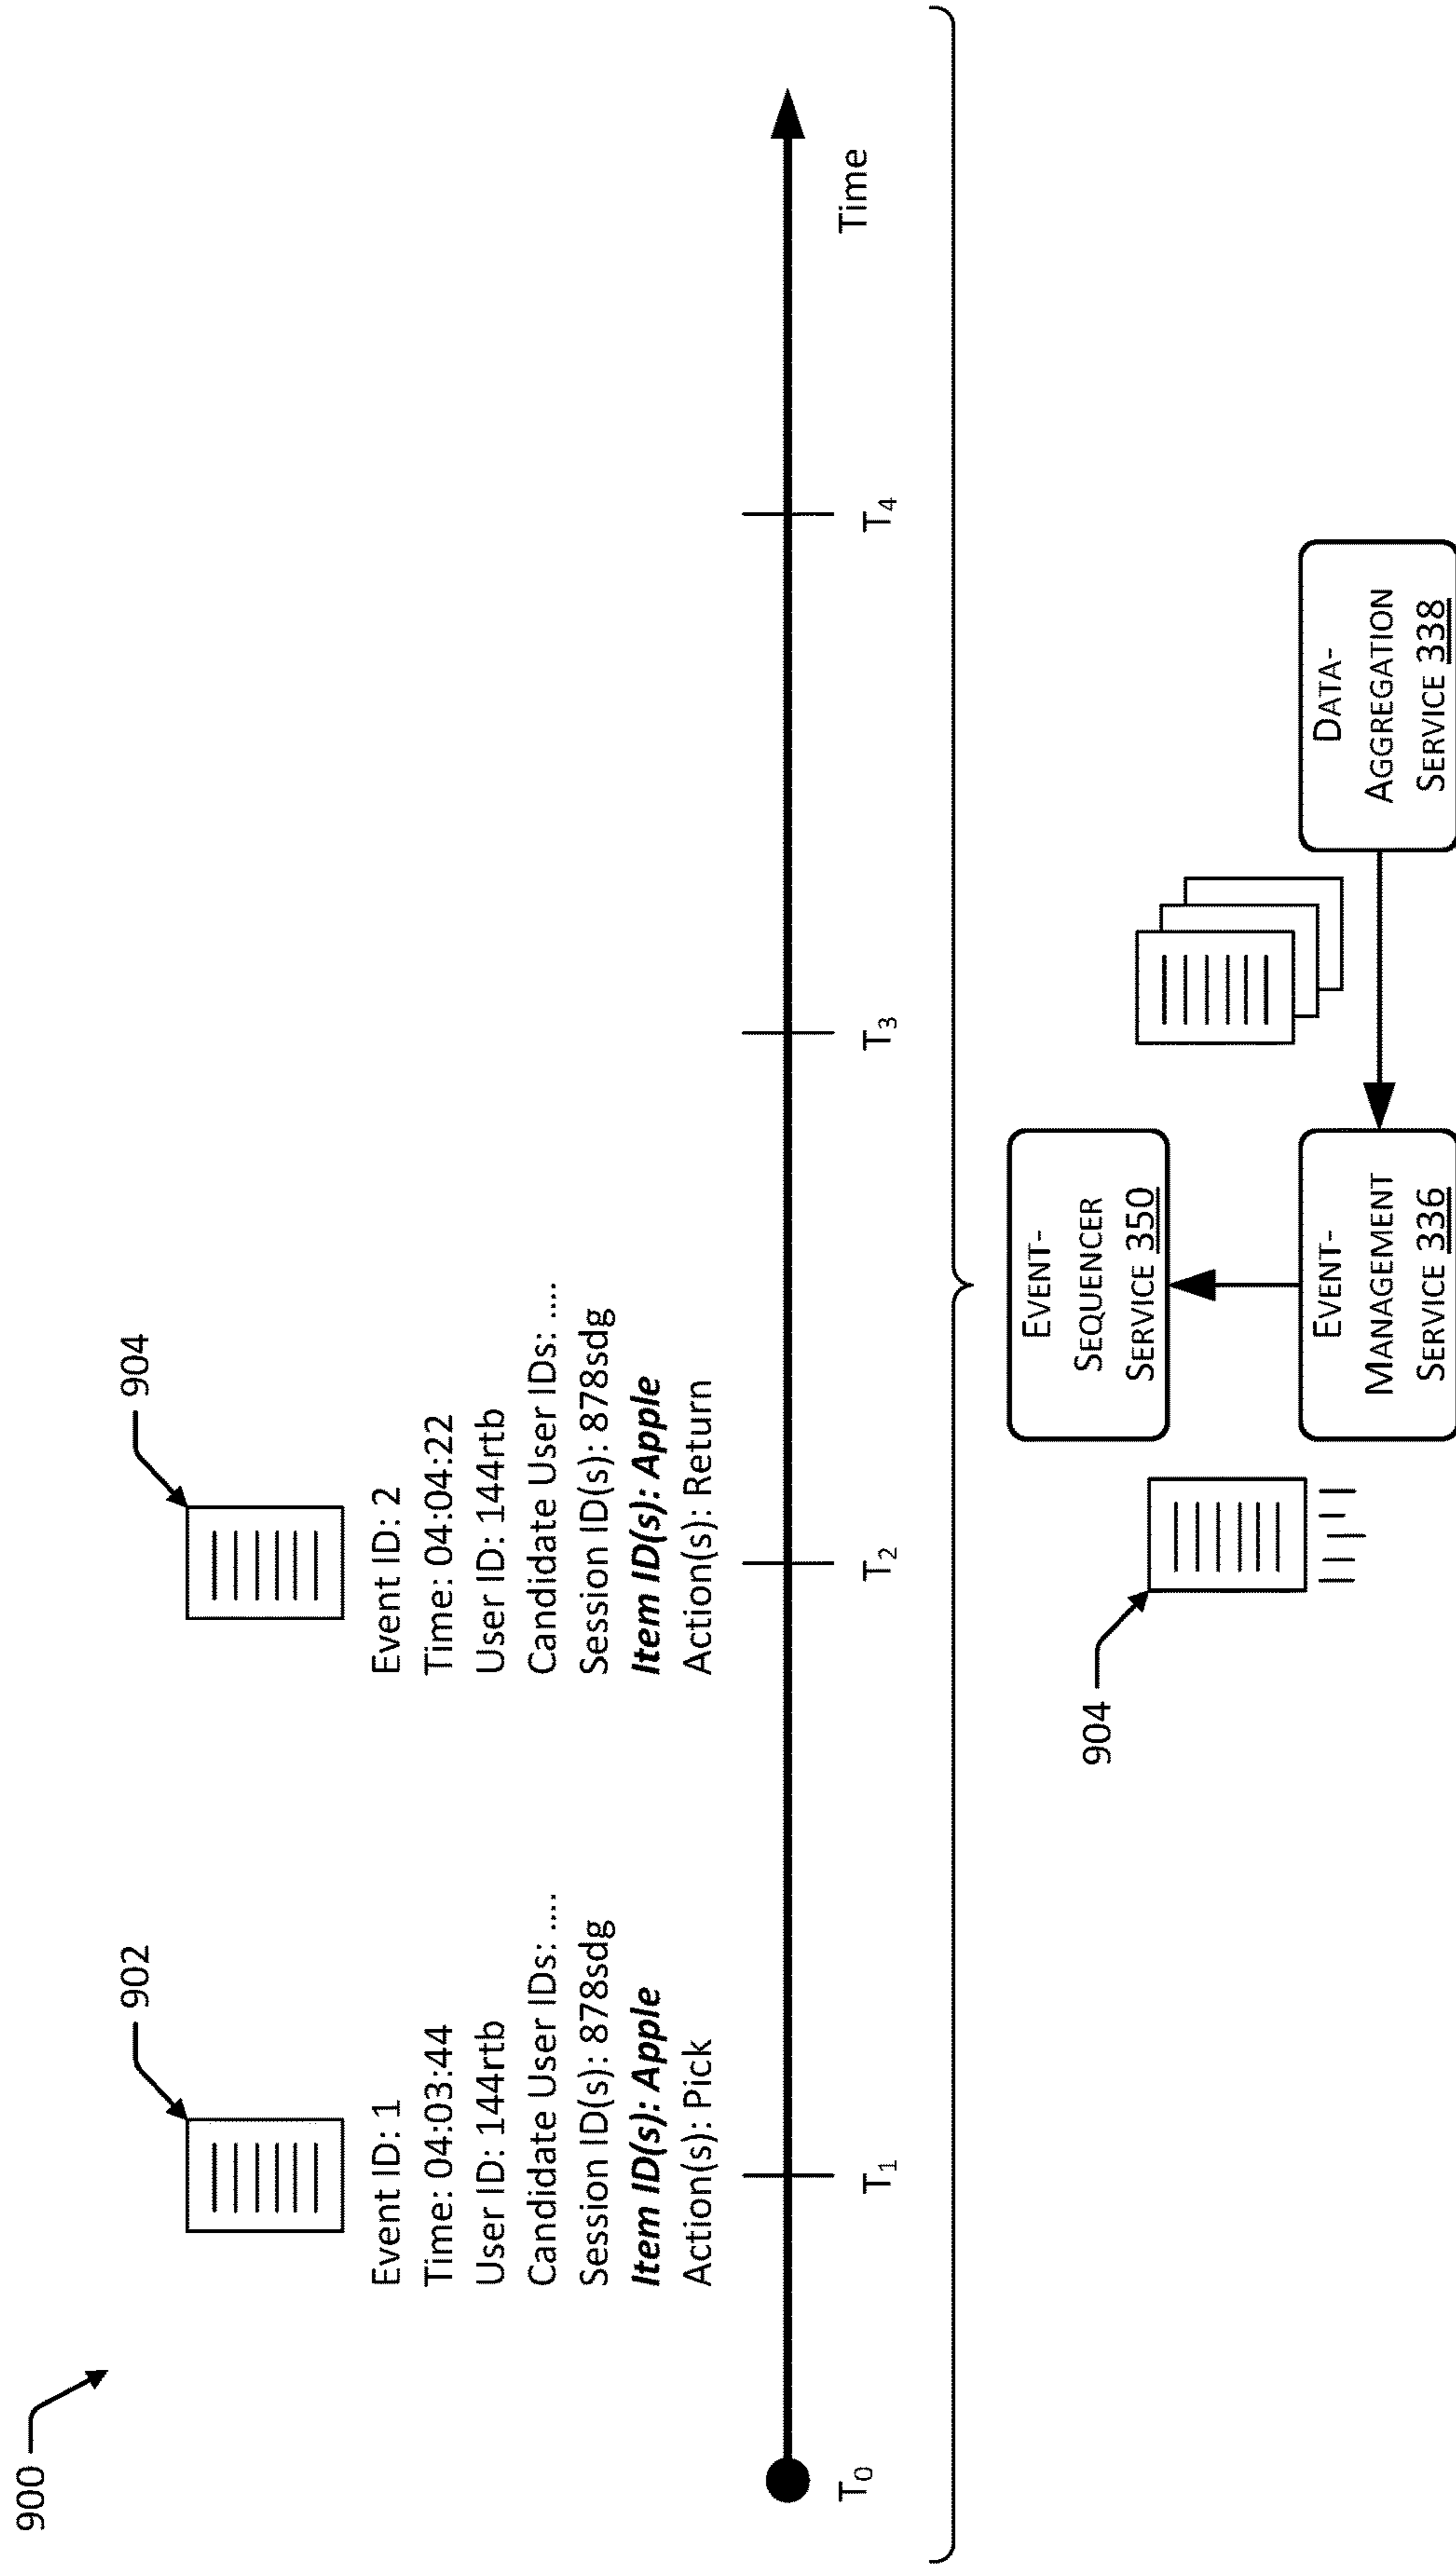 900
902
Event ID: 1
Time: 04:03:44
User ID: 144rtb
Candidate User IDs: ....
Session ID(s): 878sdg
Item ID(s): Apple
Action(s): Pick
904
Event ID: 2
Time: 04:04:22
User ID: 144rtb
Candidate User IDs: ....
Session ID(s): 878sdg
Item ID(s): Apple
Action(s): Return
T0
T1
T2
T3
T4
Time
904
EVENT-
SEQUENCER
SERVICE 350
EVENT-
MANAGEMENT
SERVICE 336
DATA-
AGGREGATION
SERVICE 338